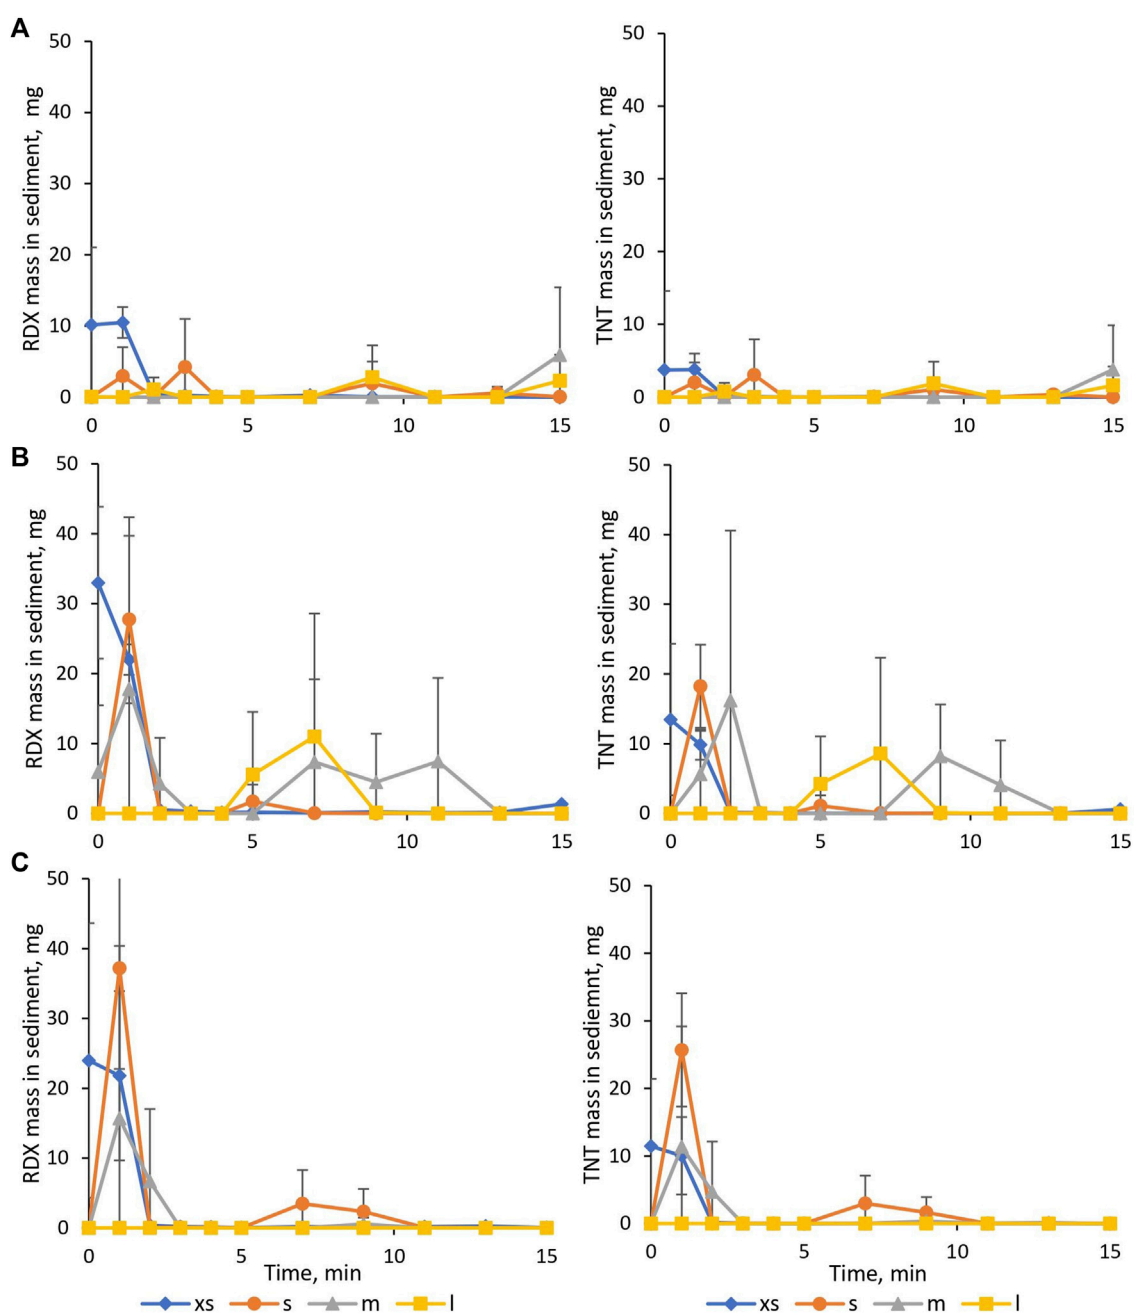 A
RDX mass in sediment, mg
50
40
30
20
10
0
0 5 10 15
TNT mass in sediment, mg
50
40
30
20
10
0
0 5 10 15
B
RDX mass in sediment, mg
50
40
30
20
10
0
0 5 10 15
TNT mass in sediment, mg
50
40
30
20
10
0
0 5 10 15
C
RDX mass in sediment, mg
50
40
30
20
10
0
0 5 10 15
Time, min
xs s m l
TNT mass in sediemnt, mg
50
40
30
20
10
0
0 5 10 15
Time, min
xs s m l